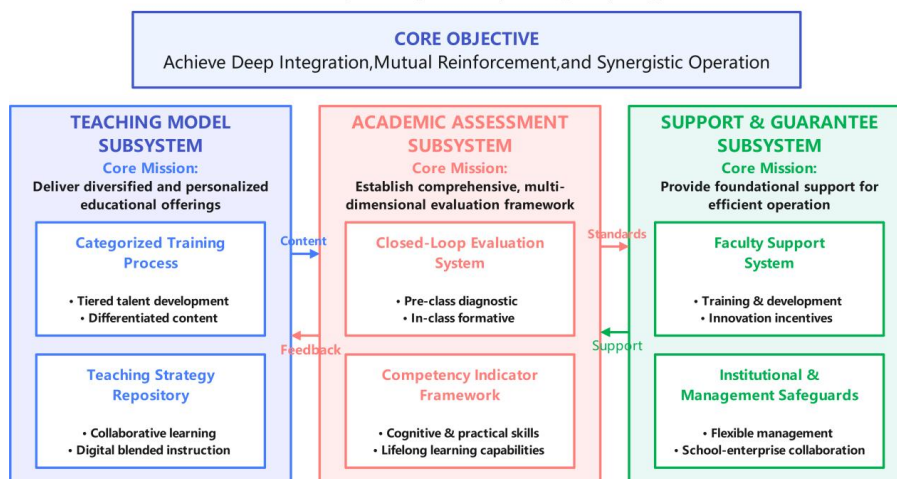 CORE OBJECTIVE
Achieve Deep Integration,Mutual Reinforcement,and Synergistic Operation
TEACHING MODEL
SUBSYSTEM
Core Mission:
Deliver diversified and personalized
educational offerings
Categorized Training
Process
• Tiered talent development
• Differentiated content
Teaching Strategy
Repository
• Collaborative learning
• Digital blended instruction
Content
Feedback
ACADEMIC ASSESSMENT
SUBSYSTEM
Core Mission:
Establish comprehensive, multi-
dimensional evaluation framework
Closed-Loop Evaluation
System
• Pre-class diagnostic
• In-class formative
Competency Indicator
Framework
• Cognitive & practical skills
• Lifelong learning capabilities
Standards
Support
SUPPORT & GUARANTEE
SUBSYSTEM
Core Mission:
Provide foundational support for
efficient operation
Faculty Support
System
• Training & development
• Innovation incentives
Institutional &
Management Safeguards
• Flexible management
• School-enterprise collaboration